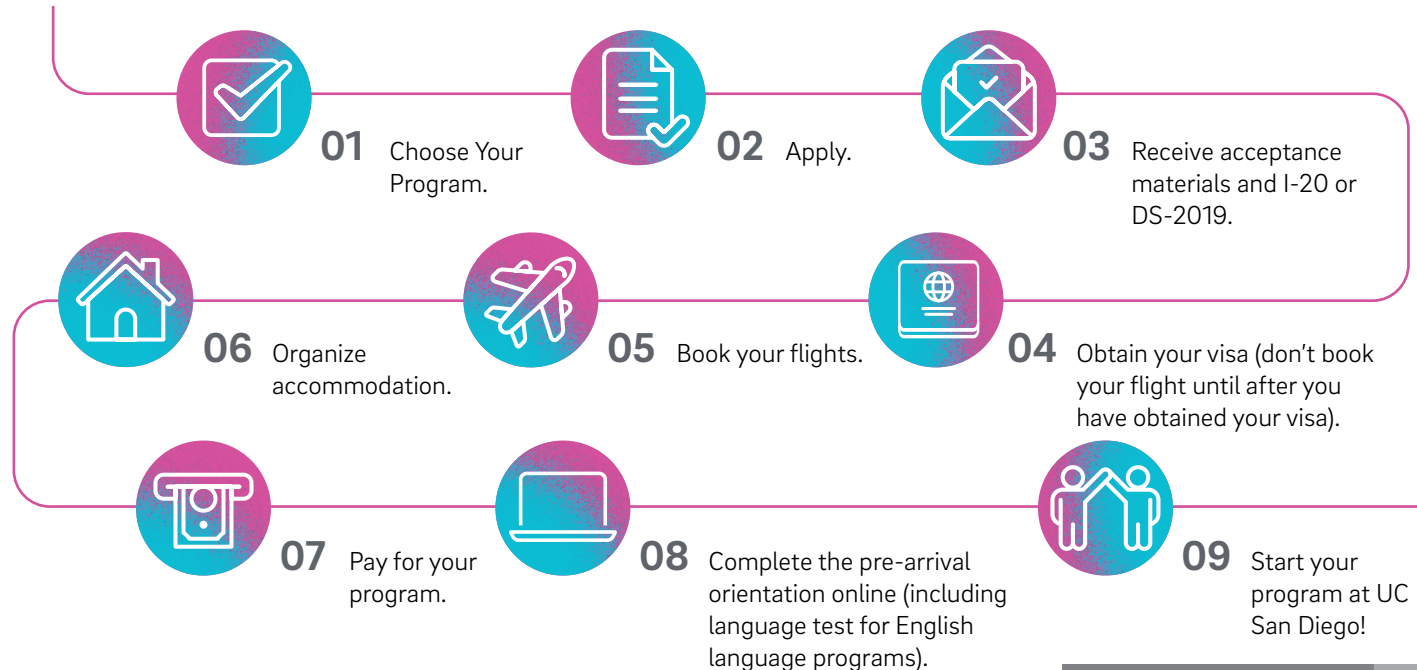 01 Choose Your
Program.
02 Apply.
03 Receive acceptance
materials and I-20 or
DS-2019.
04 Obtain your visa (don’t book
your flight until after you
have obtained your visa).
05 Book your flights.
06 Organize
accommodation.
07 Pay for your
program.
08 Complete the pre-arrival
orientation online (including
language test for English
language programs).
09 Start your
program at UC
San Diego!